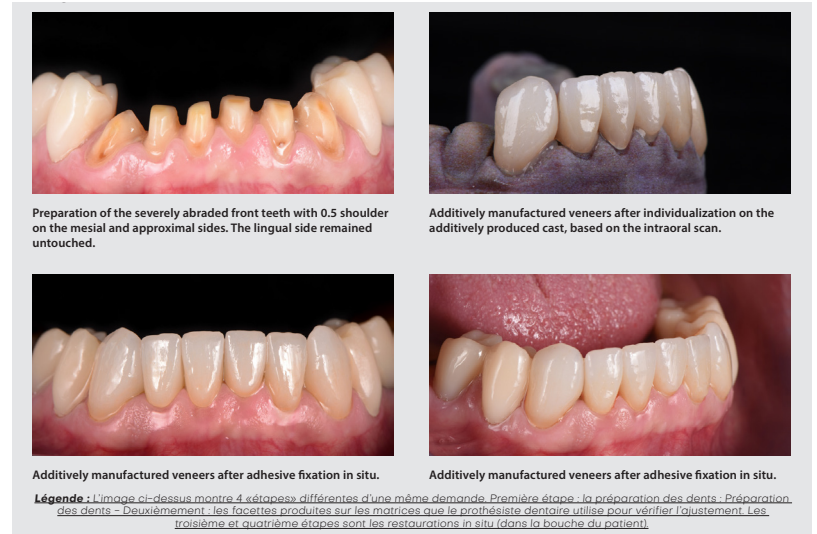 Preparation of the severely abraded front teeth with 0.5 shoulder
on the mesial and approximal sides. The lingual side remained
untouched.
Additively manufactured veneers after individualization on the
additively produced cast, based on the intraoral scan.
Additively manufactured veneers after adhesive fixation in situ.
Additively manufactured veneers after adhesive fixation in situ.
Légende : L'image ci-dessus montre 4 «étapes» différentes d'une même demande. Première étape : la préparation des dents : Préparation
des dents - Deuxièmement : les facettes produites sur les matrices que le prothésiste dentaire utilise pour vérifier l'ajustement. Les
troisième et quatrième étapes sont les restaurations in situ (dans la bouche du patient).